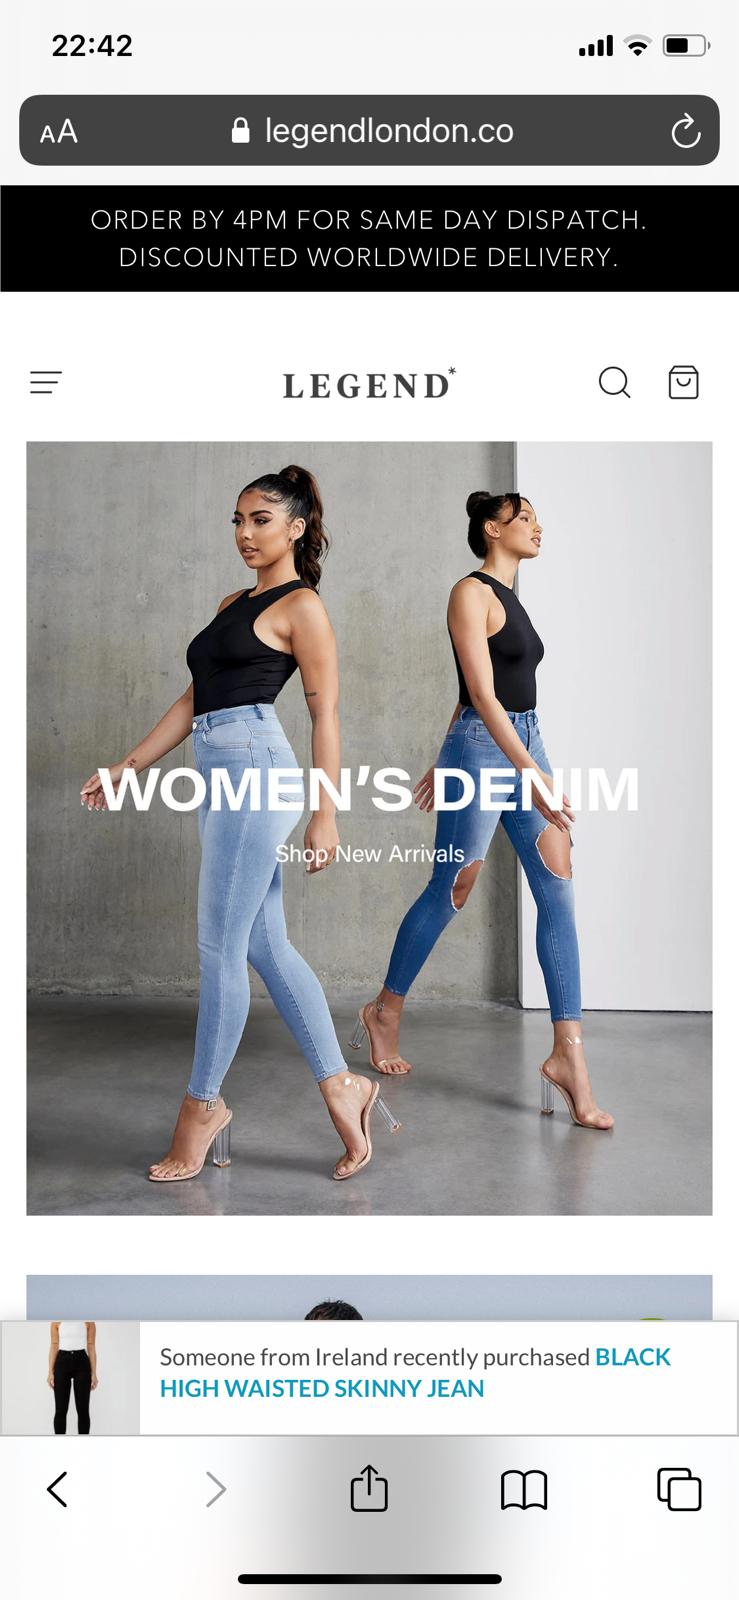 22:42
AA
legendlondon.co
ORDER BY 4PM FOR SAME DAY DISPATCH.
DISCOUNTED WORLDWIDE DELIVERY.
LEGEND*
WOMEN'S DENIM
Shop New Arrivals
Someone from Ireland recently purchased BLACK
HIGH WAISTED SKINNY JEAN